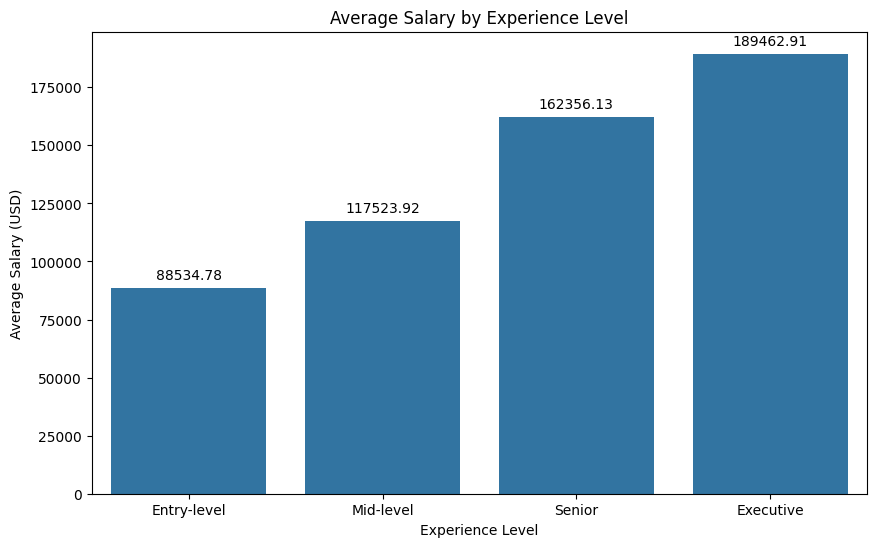 Average Salary by Experience Level
189462.91
175000
162356.13
150000
125000
117523.92
100000
88534.78
75000
50000
25000
0
Average Salary (USD)
Entry-level
Mid-level
Senior
Executive
Experience Level